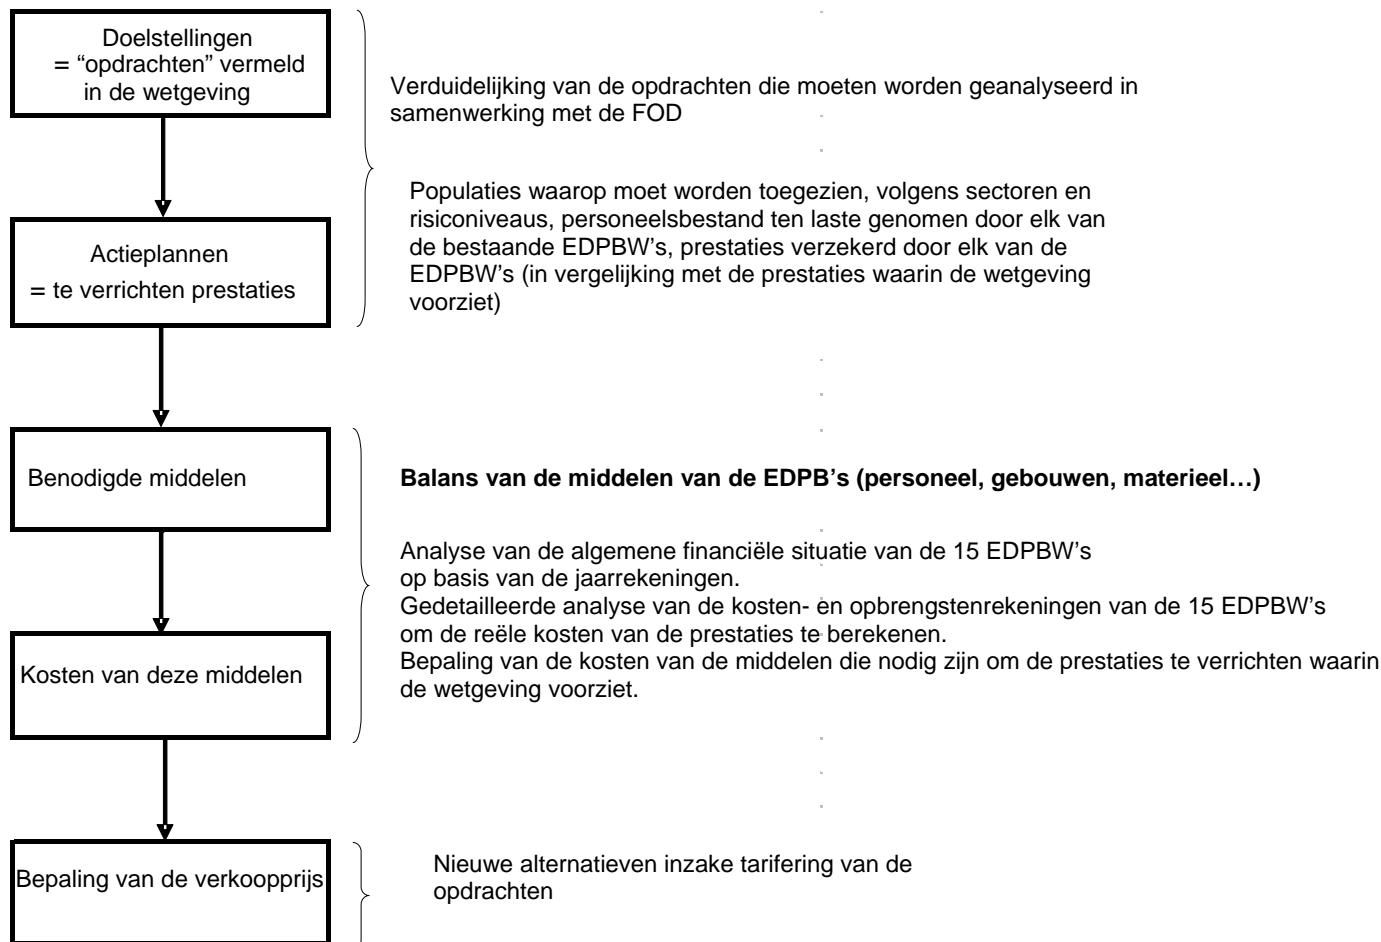 Doelstellingen
= “opdrachten” vermeld
in de wetgeving
Verduidelijking van de opdrachten die moeten worden geanalyseerd in
samenwerking met de FOD
Populaties waarop moet worden toegezien, volgens sectoren en
risiconiveaus, personeelsbestand ten laste genomen door elk van
de bestaande EDPBW's, prestaties verzekerd door elk van de
EDPBW's (in vergelijking met de prestaties waarin de wetgeving
voorziet)
Actieplannen
= te verrichten prestaties
Benodigde middelen
Balans van de middelen van de EDPB's (personeel, gebouwen, materieel…)
Analyse van de algemene financiële situatie van de 15 EDPBW's
op basis van de jaarrekeningen.
Gedetailleerde analyse van de kosten- en opbrengstenrekeningen van de 15 EDPBW's
om de reële kosten van de prestaties te berekenen.
Bepaling van de kosten van de middelen die nodig zijn om de prestaties te verrichten waarin
de wetgeving voorziet.
Kosten van deze middelen
Bepaling van de verkoopprijs
Nieuwe alternatieven inzake tarifering van de
opdrachten